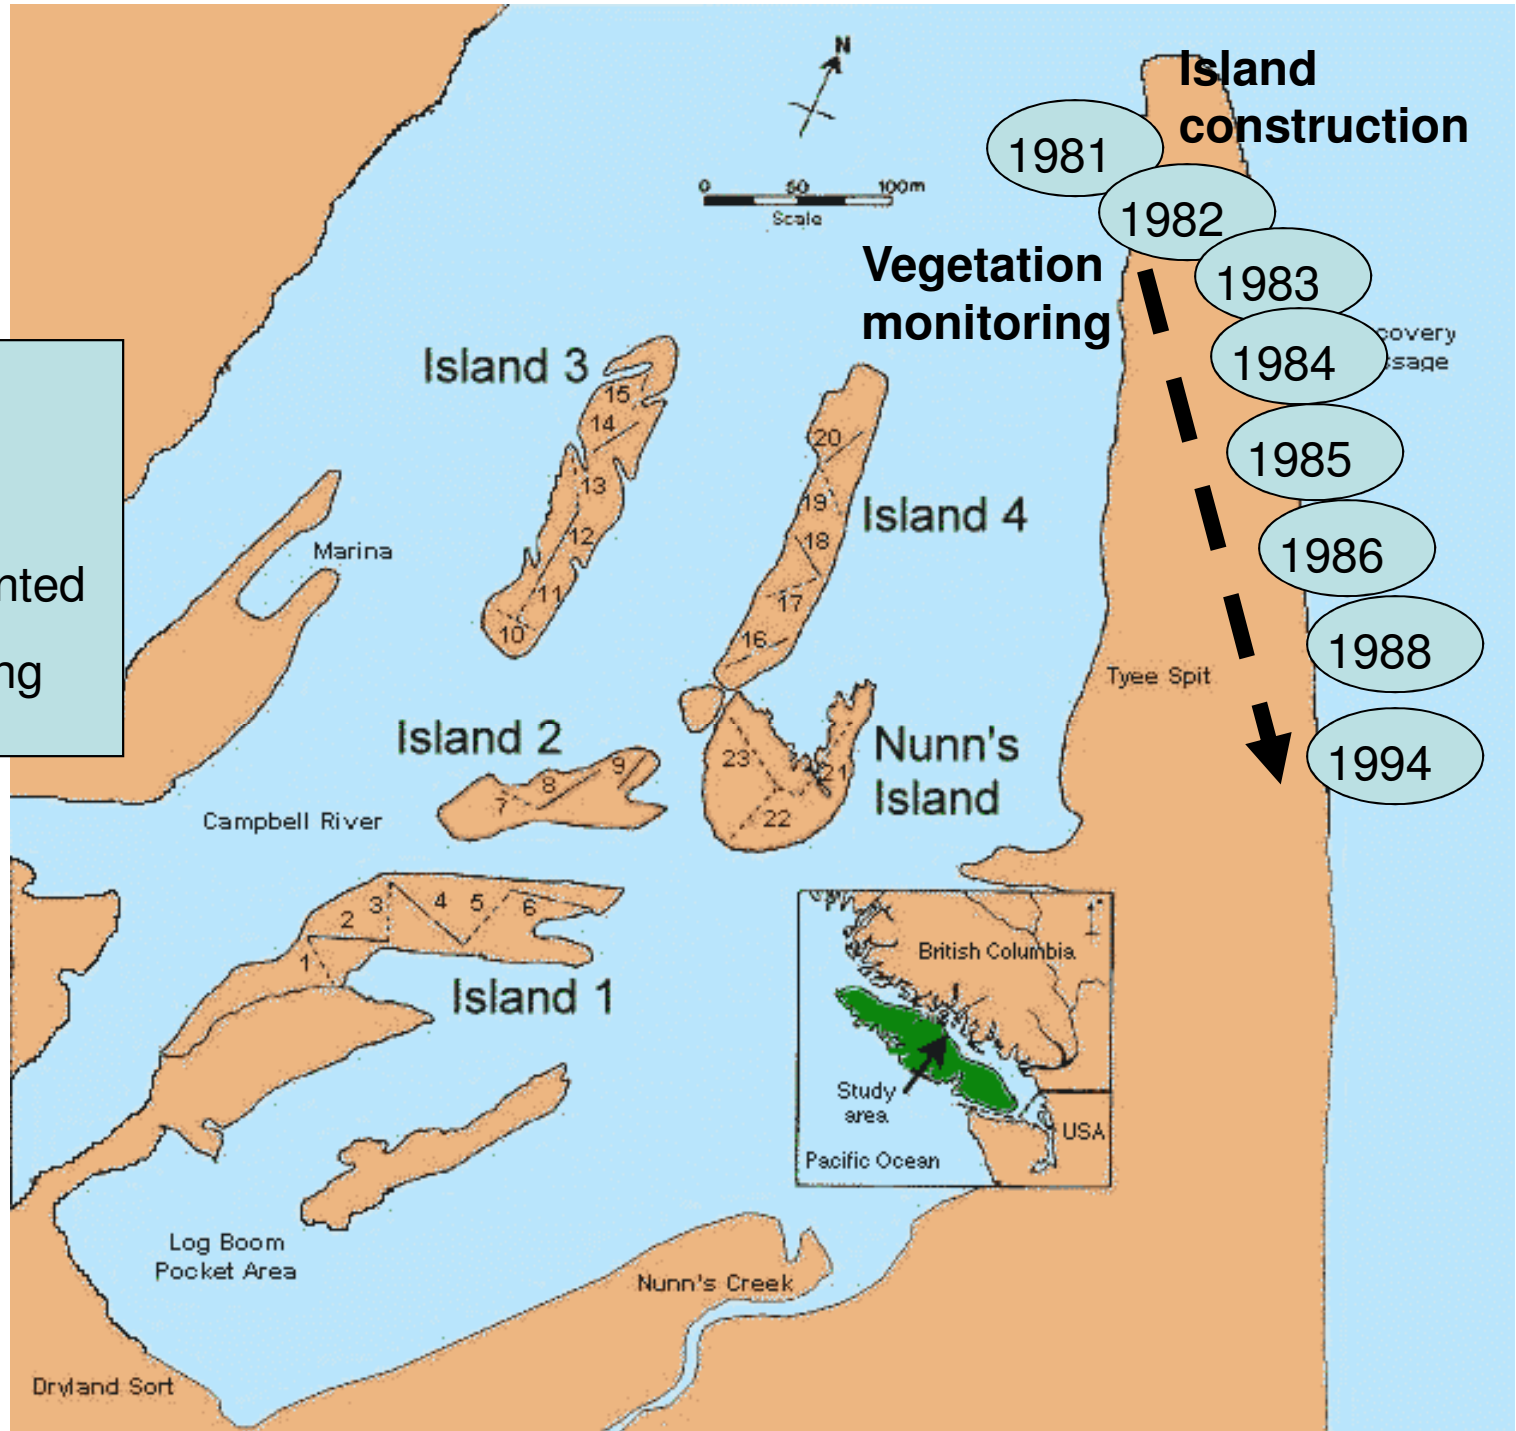 N
Island
construction
1981
0 50 100m
Scale
1982
Vegetation
monitoring
1983
covery
ssage
1984
Island 3
15
14
20
1985
13
19
Island 4
12
18
1986
Marina
nted
11
17
10
16
1988
ng
Tyee Spit
Island 2
Nunn's
Island
23
9
21
8
7
22
1994
Campbell River
3
4
5
6
2
1
Island 1
British Columbia
Study
area
USA
Pacific Ocean
Log Boom
Pocket Area
Nunn's Creek
Dryland Sort